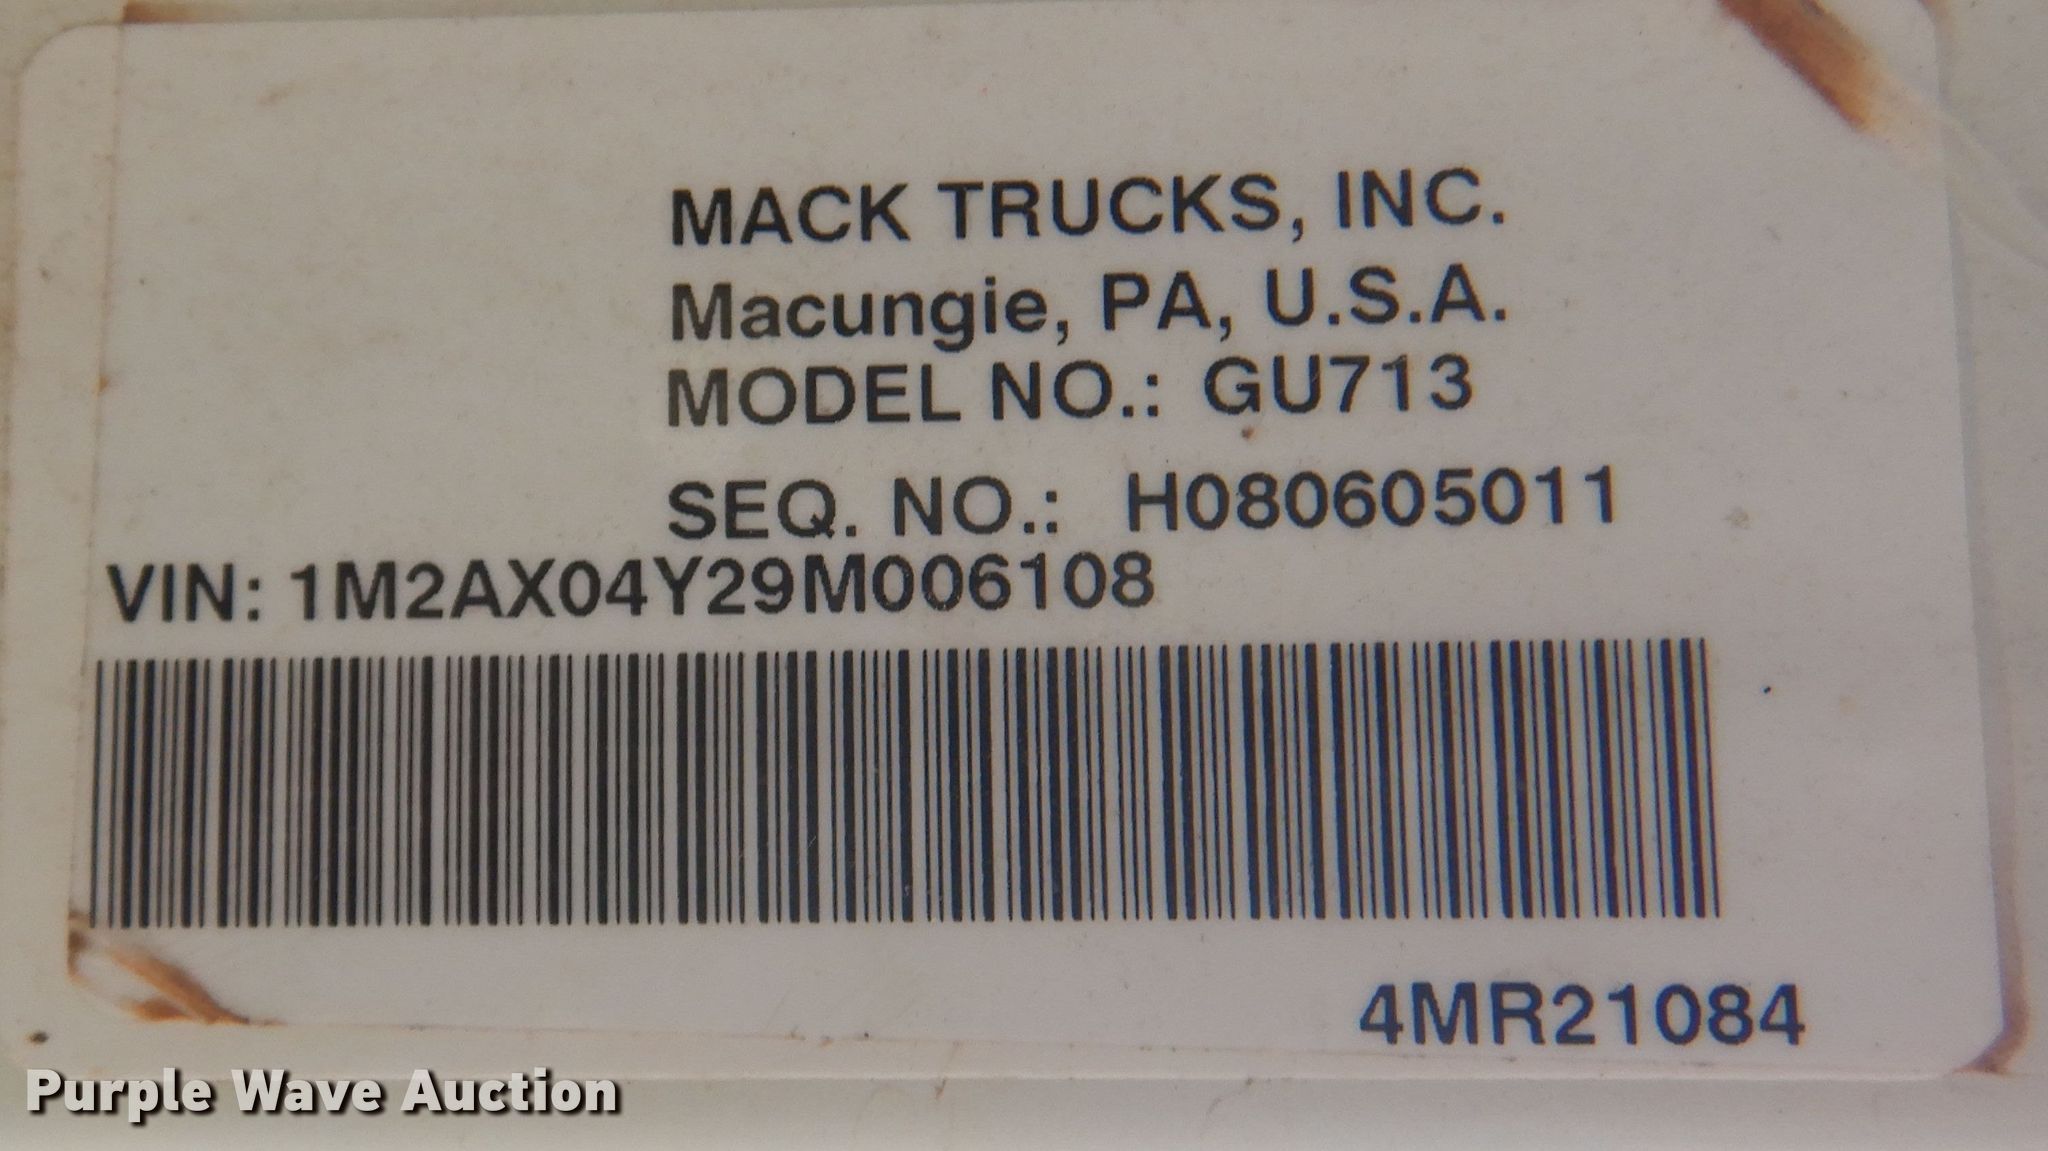 MACK TRUCKS, INC.
Macungie, PA, U.S.A.
MODEL NO.: GU713
SEQ. NO.: H080605011
VIN: 1M2AX04Y29M006108
4MR21084
Purple Wave Auction